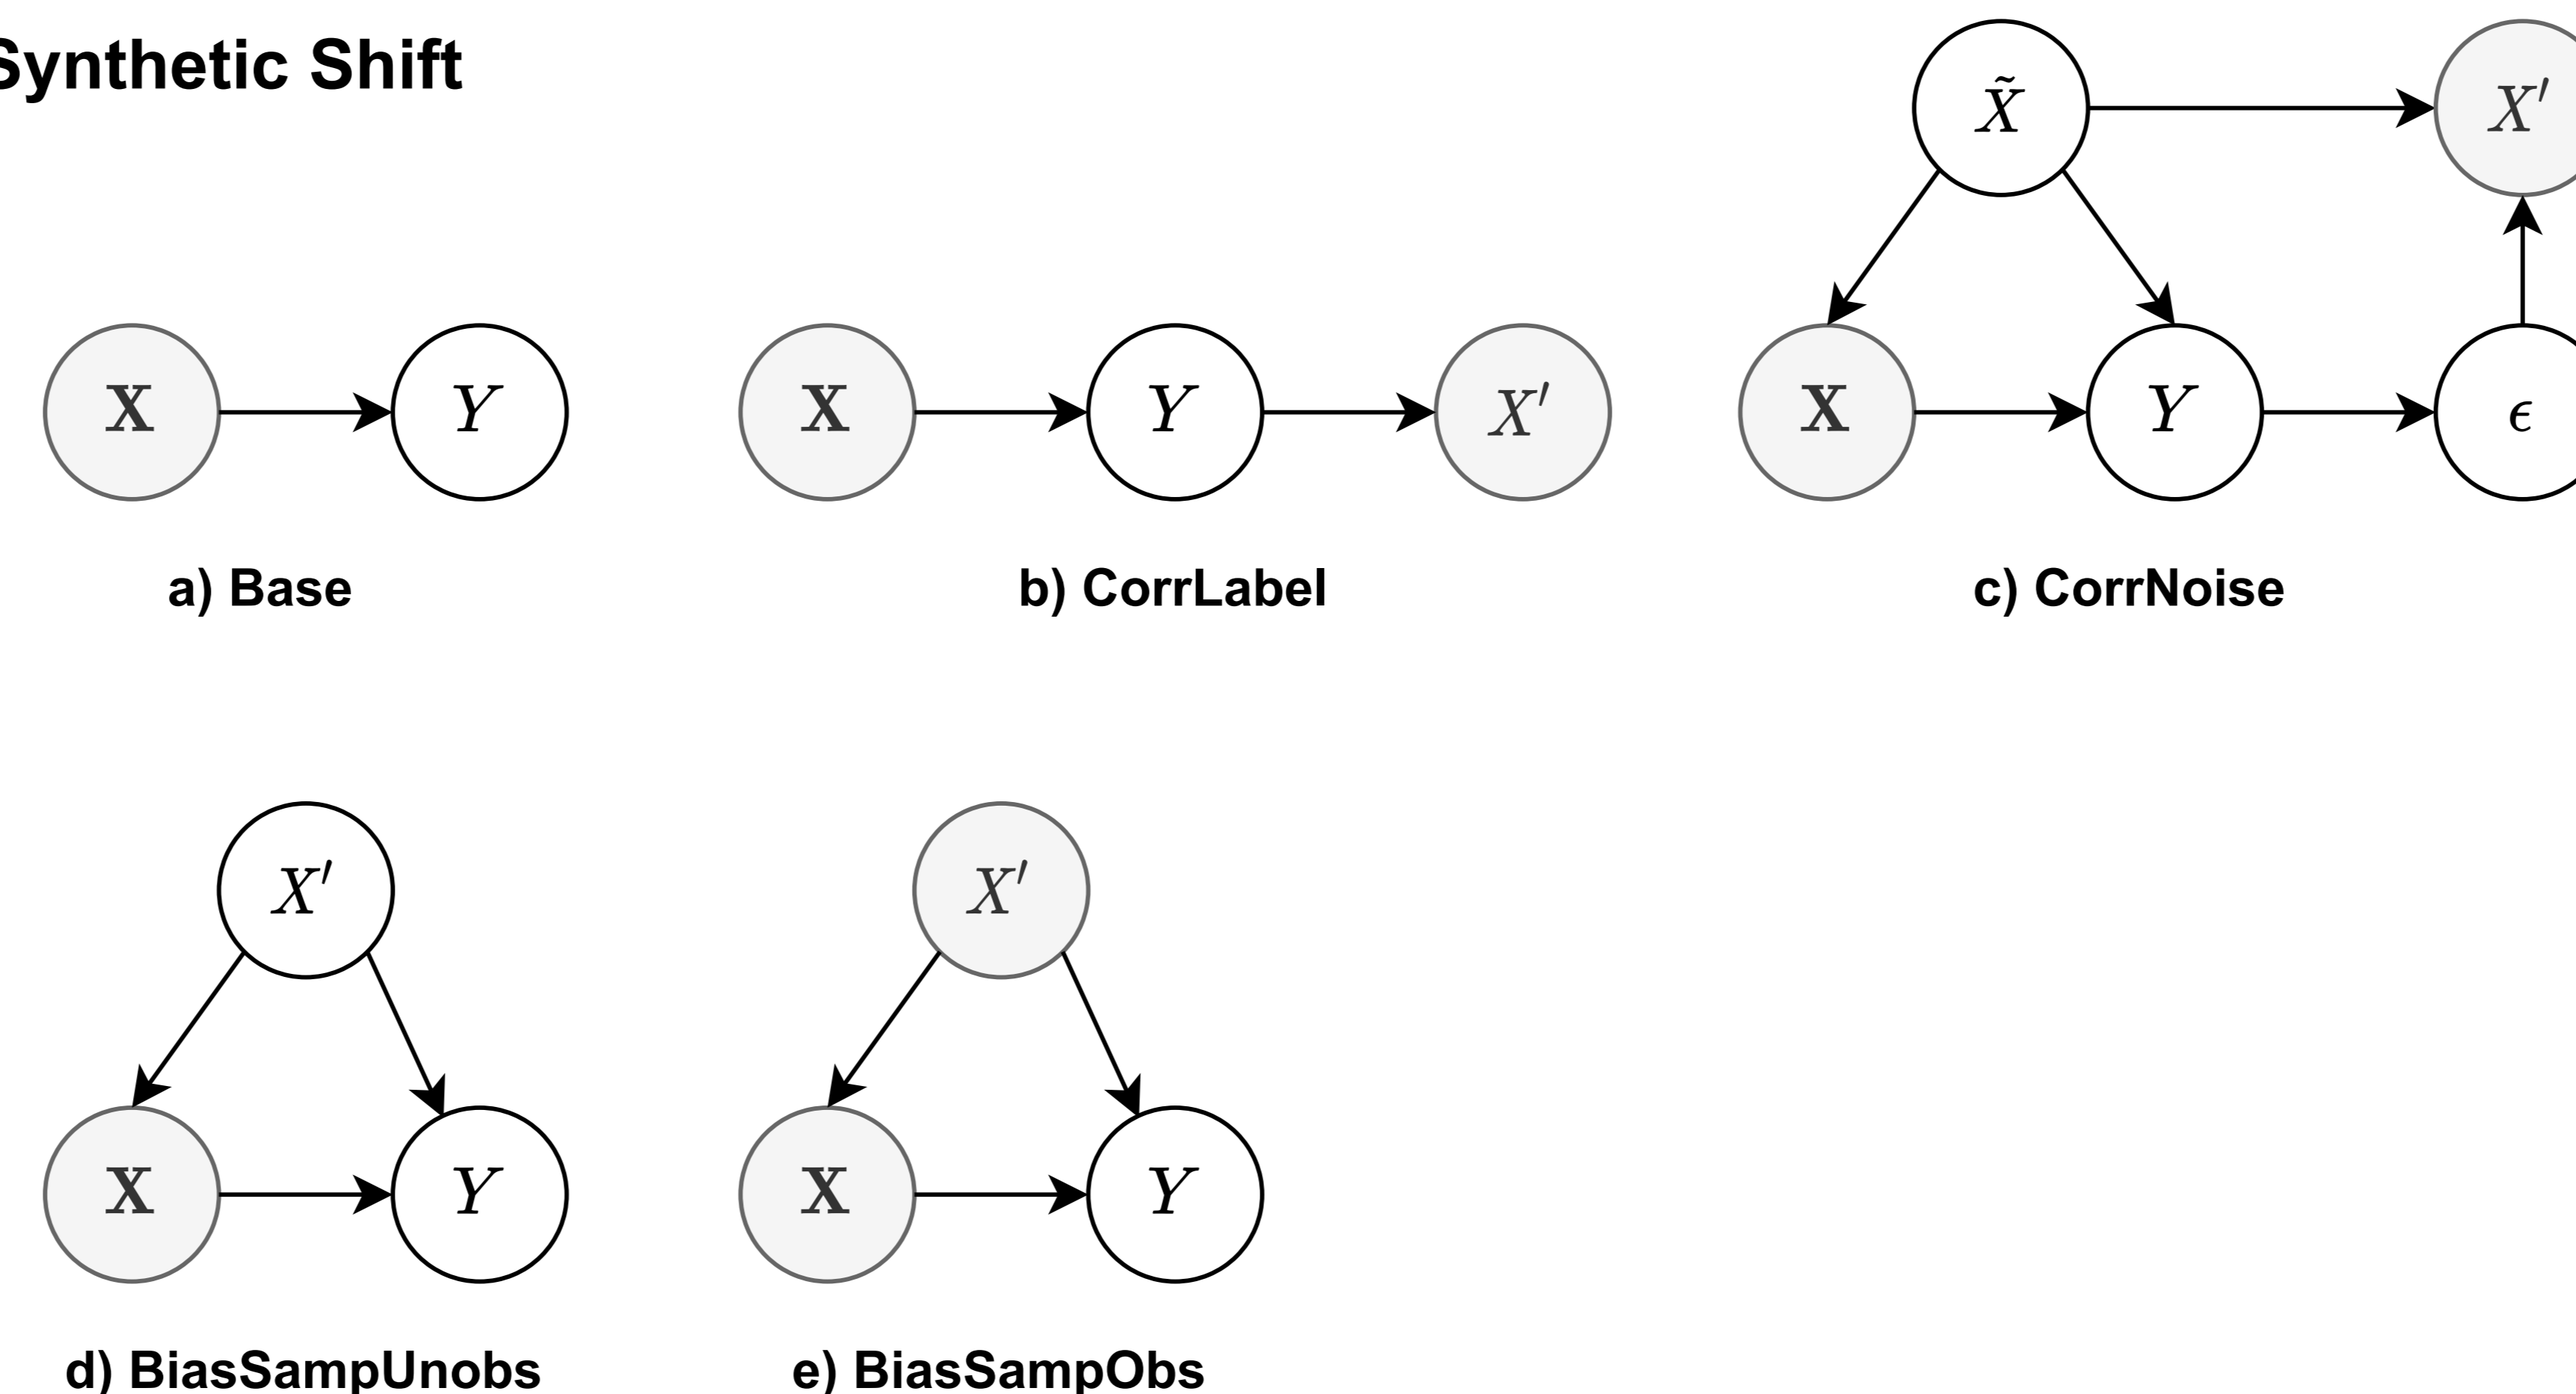 Synthetic Shift
X̃ X′
X Y X Y X′ X Y ϵ
a) Base b) CorrLabel c) CorrNoise
X′ X′
X Y X Y
d) BiasSampUnobs e) BiasSampObs